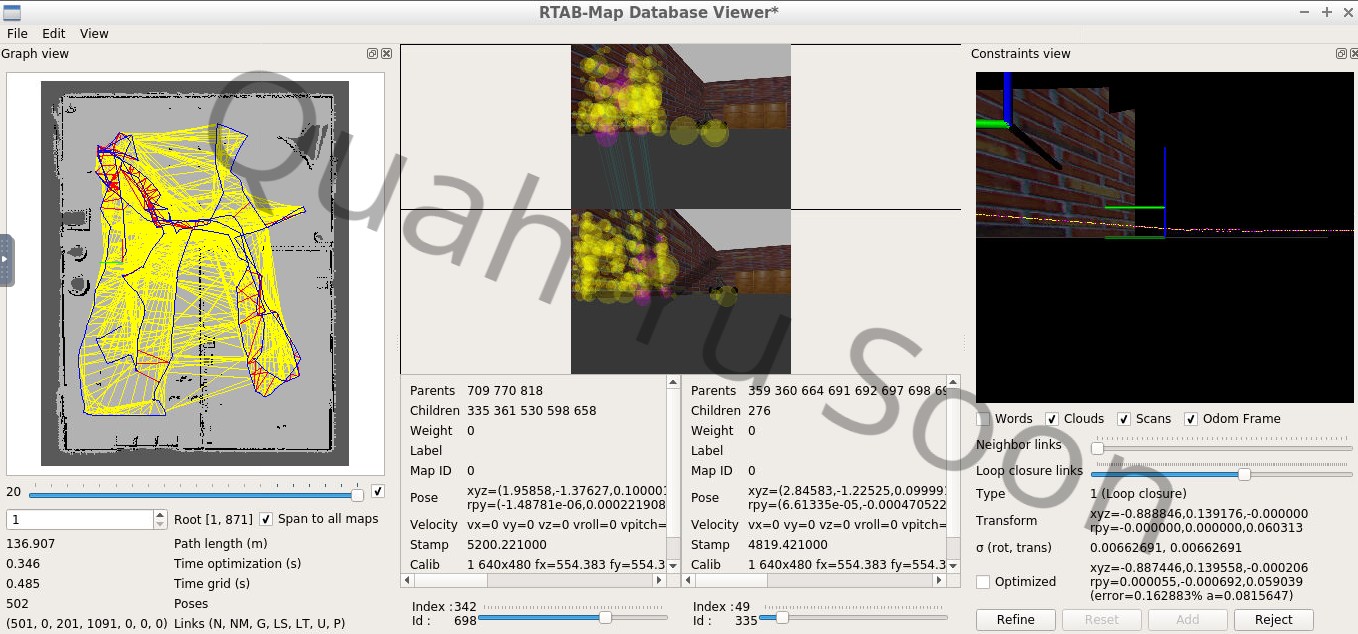 RTAB-Map Database Viewer*
File Edit View
Graph view
Constraints view
20
1 Root [1, 871] Span to all maps
136.907 Path length (m)
0.346 Time optimization (s)
0.485 Time grid (s)
502 Poses
(501, 0, 201, 1091, 0, 0, 0) Links (N, NM, G, LS, LT, U, P)
Parents 709 770 818
Children 335 361 530 598 658
Weight 0
Label
Map ID 0
Pose xyz=(1.95858,-1.37627,0.10000
rpy=(-1.48781e-06,0.000221908
Velocity vx=0 vy=0 vz=0 vroll=0 vpitch=
Stamp 5200.221000
Calib 1 640x480 fx=554.383 fy=554.3
Index : 342
Id : 698
Parents 359 360 664 691 692 697 698 69
Children 276
Weight 0
Label
Map ID 0
Pose xyz=(2.84583,-1.22525,0.09999
rpy=(6.61335e-05,-0.000470522
Velocity vx=0 vy=0 vz=0 vroll=0 vpitch=
Stamp 4819.421000
Calib 1 640x480 fx=554.383 fy=554.3
Index : 49
Id : 335
Words Clouds Scans Odom Frame
Neighbor links
Loop closure links
Type 1 (Loop closure)
Transform xyz=-0.888846,0.139176,-0.000000
rpy=-0.000000,0.000000,0.060313
σ (rot, trans) 0.00662691, 0.00662691
Optimized xyz=-0.887446,0.139558,-0.000206
rpy=0.000055,-0.000692,0.059039
(error=0.162883% a=0.0815647)
Refine Reset Add Reject
Quah Yu Soon